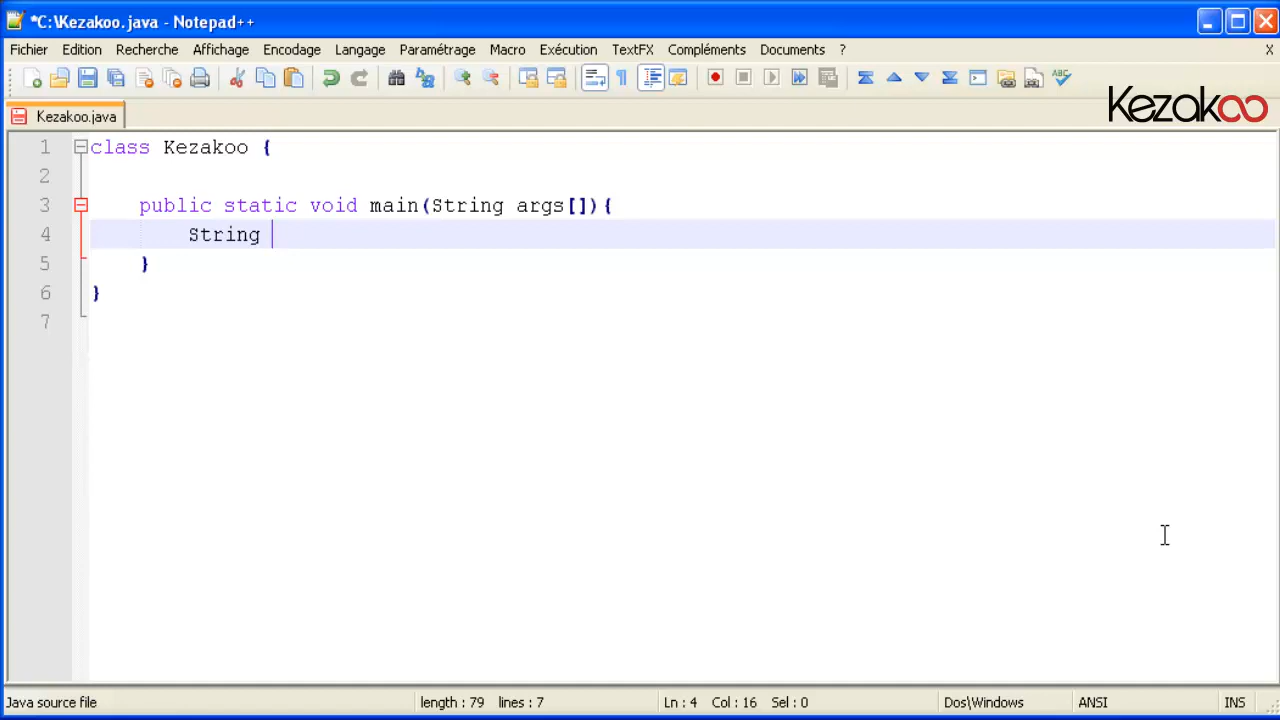 *C:\Kezakoo.java - Notepad++
Fichier Edition Recherche Affichage Encodage Langage Paramétrage Macro Exécution TextFX Compléments Documents ? X
Kezakoo
Kezakoo.java
1 class Kezakoo {
2
3 public static void main(String args[]){
4 String
5 }
6 }
7
Java source file length : 79 lines : 7 Ln : 4 Col : 16 Sel : 0 Dos\Windows ANSI INS